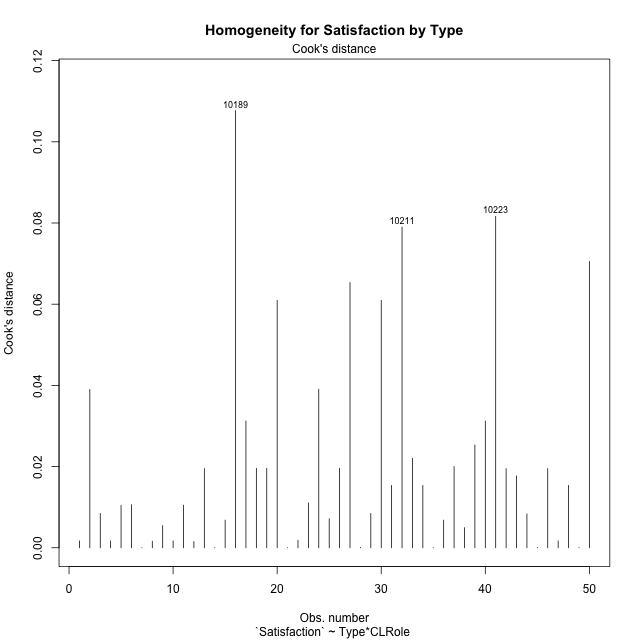 Homogeneity for Satisfaction by Type
Cook's distance
Cook's distance
0.12
0.10
0.08
0.06
0.04
0.02
0.00
10189
10211
10223
0 10 20 30 40 50
Obs. number
`Satisfaction` ~ Type*CLRole